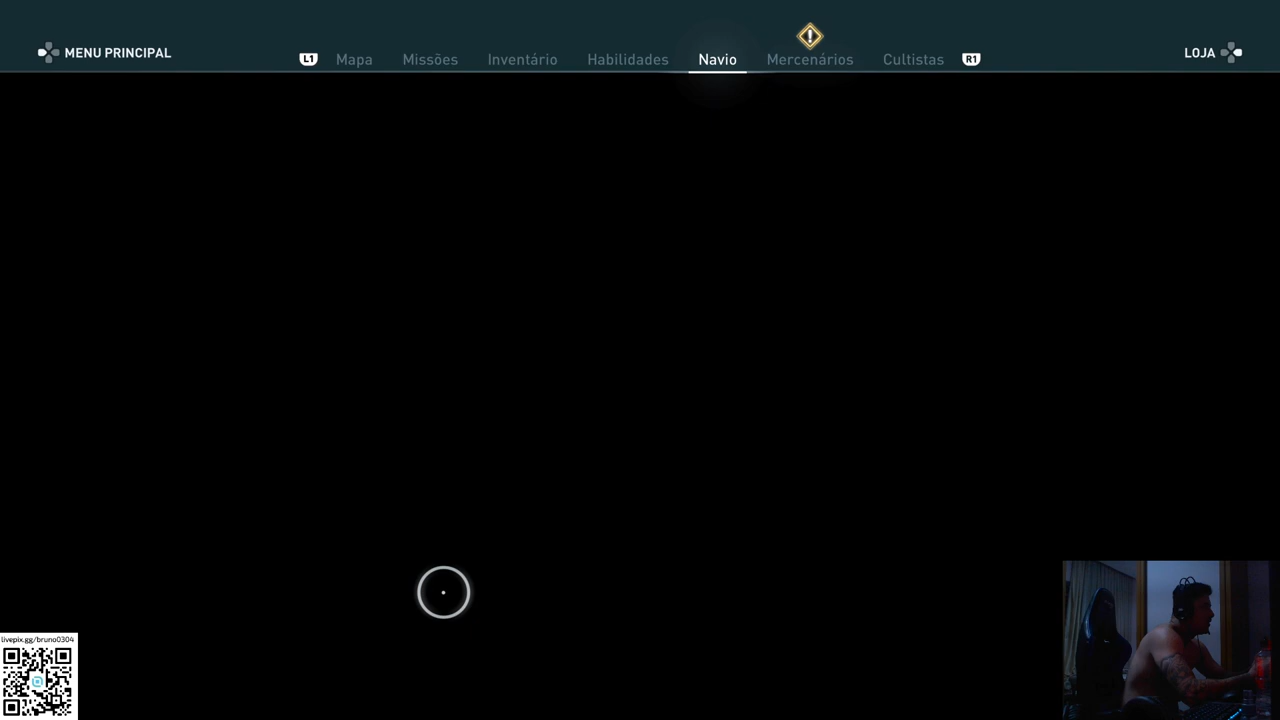 MENU PRINCIPAL
L1 Mapa Missões Inventário Habilidades Navio Mercenários Cultistas R1
LOJA
livepix.gg/bruno0304